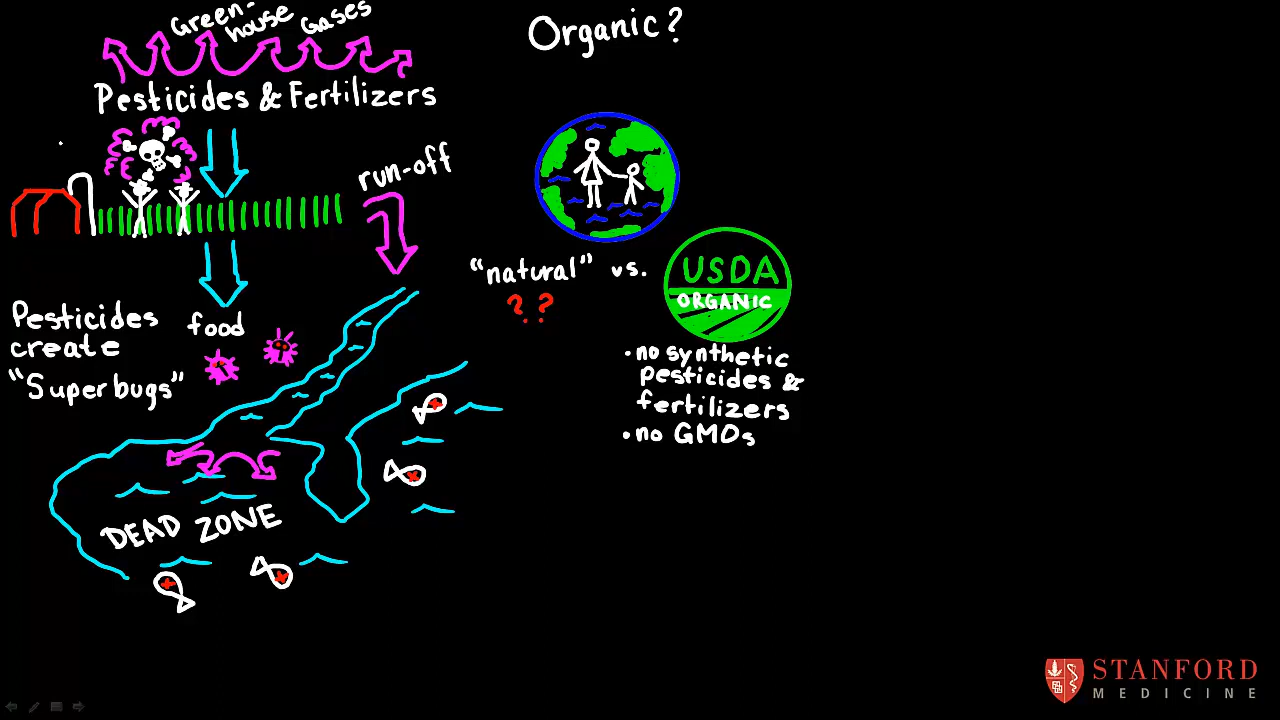 Green-
house
Gases
Pesticides & Fertilizers
run-off
Pesticides
create
"Superbugs"
food
DEAD ZONE
Organic?
"natural" vs.
? ?
USDA
ORGANIC
• no synthetic
pesticides &
fertilizers
• no GMOs
STANFORD
MEDICINE